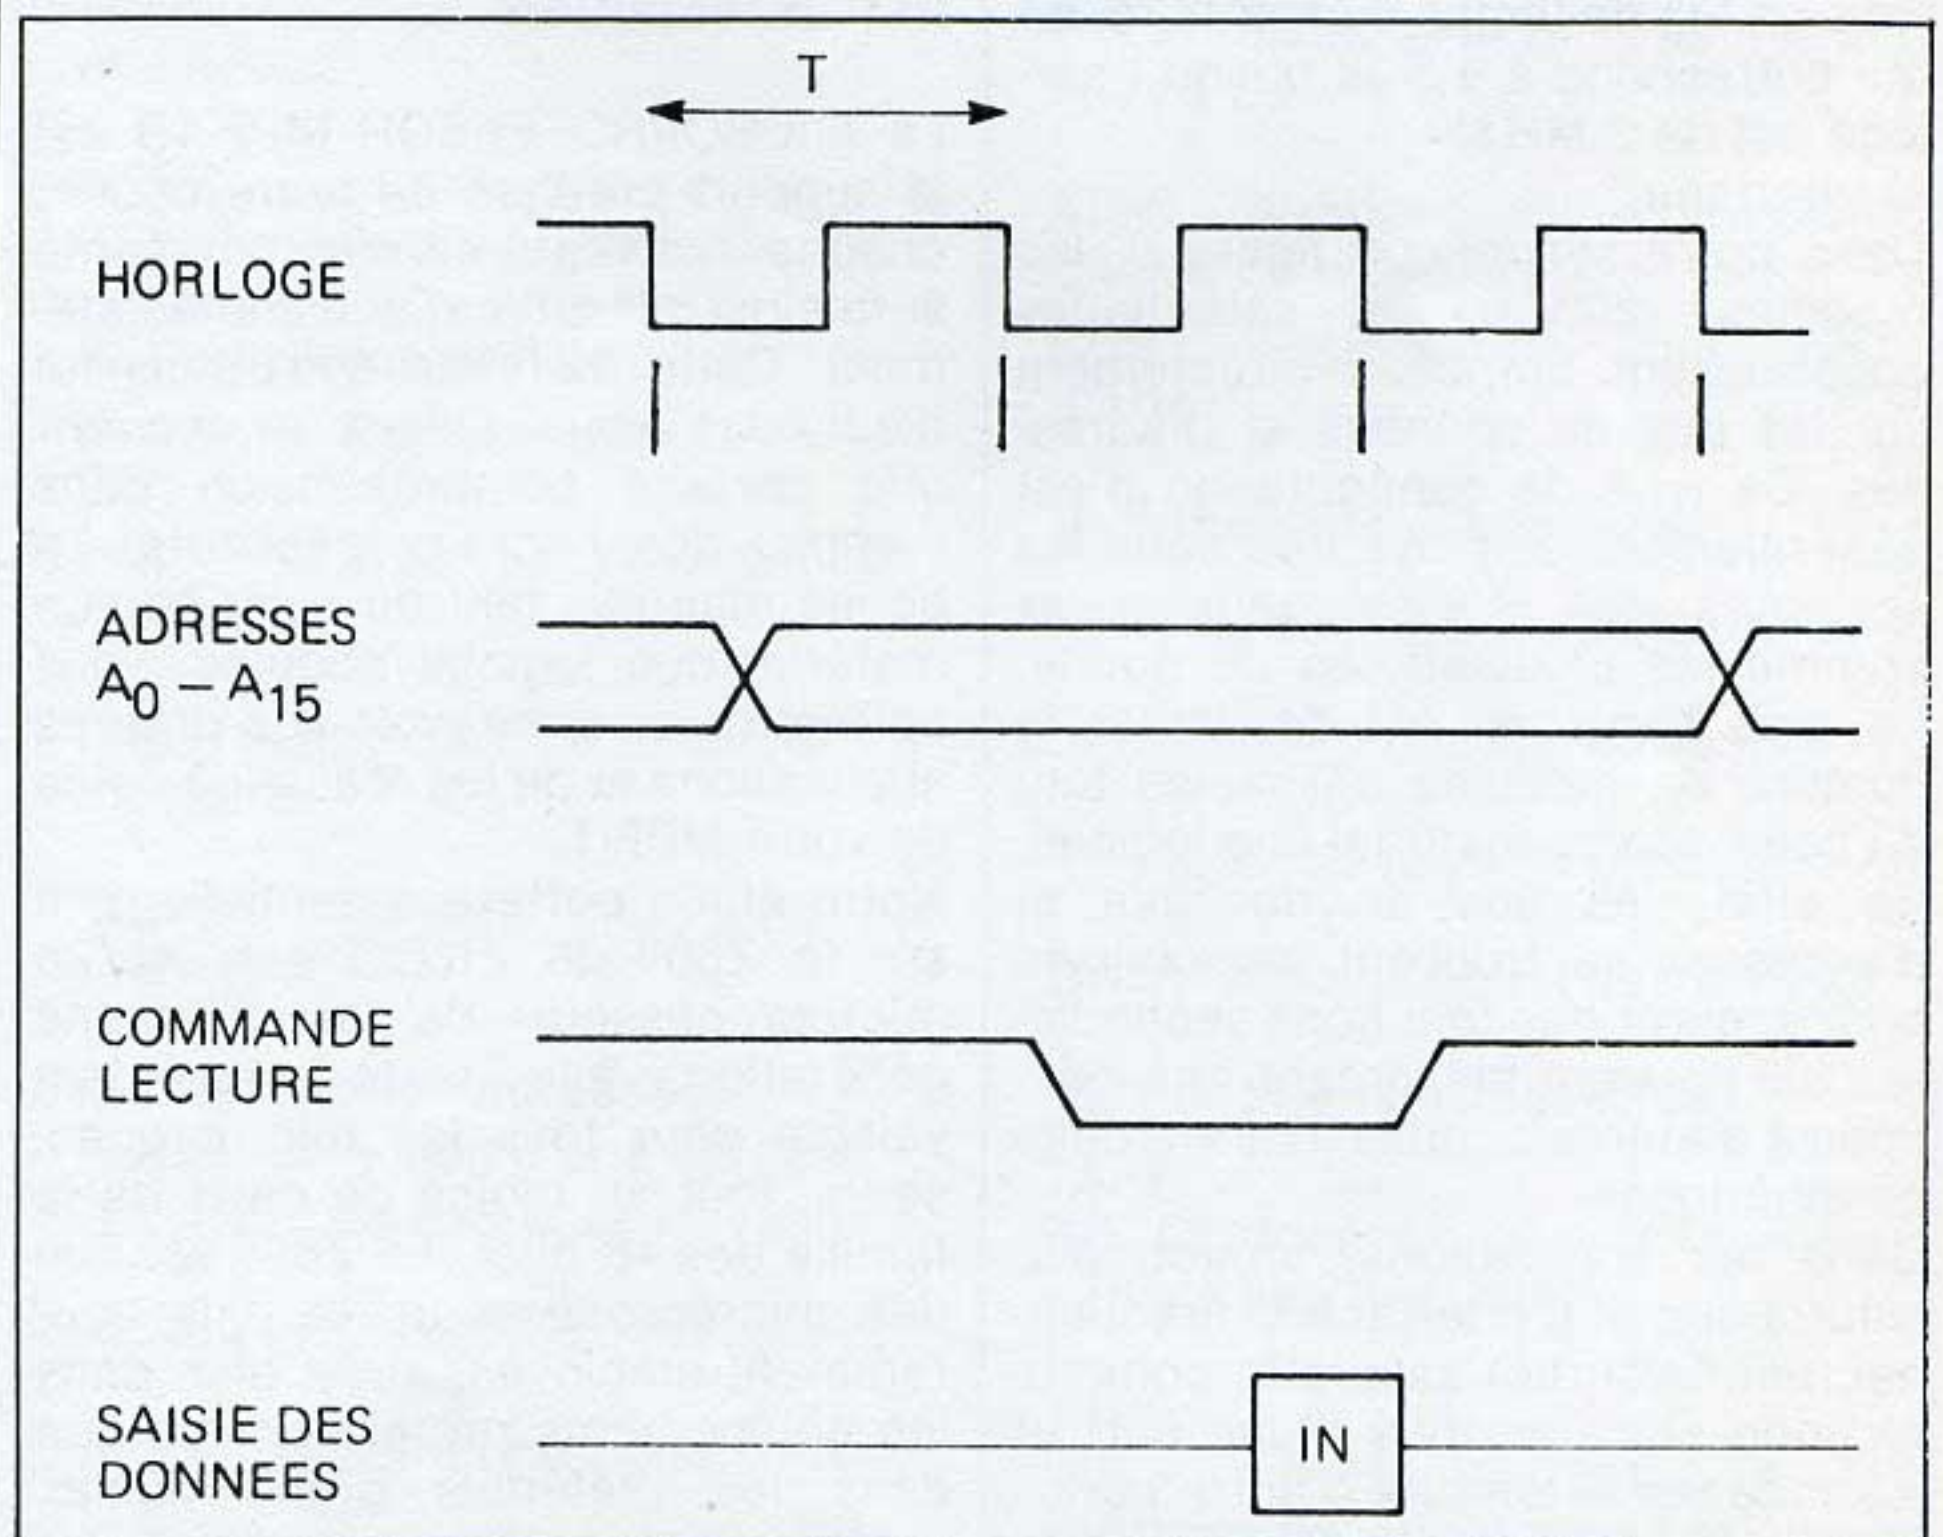 T
HORLOGE
ADRESSES
A0 – A15
COMMANDE
LECTURE
SAISIE DES
DONNEES
IN